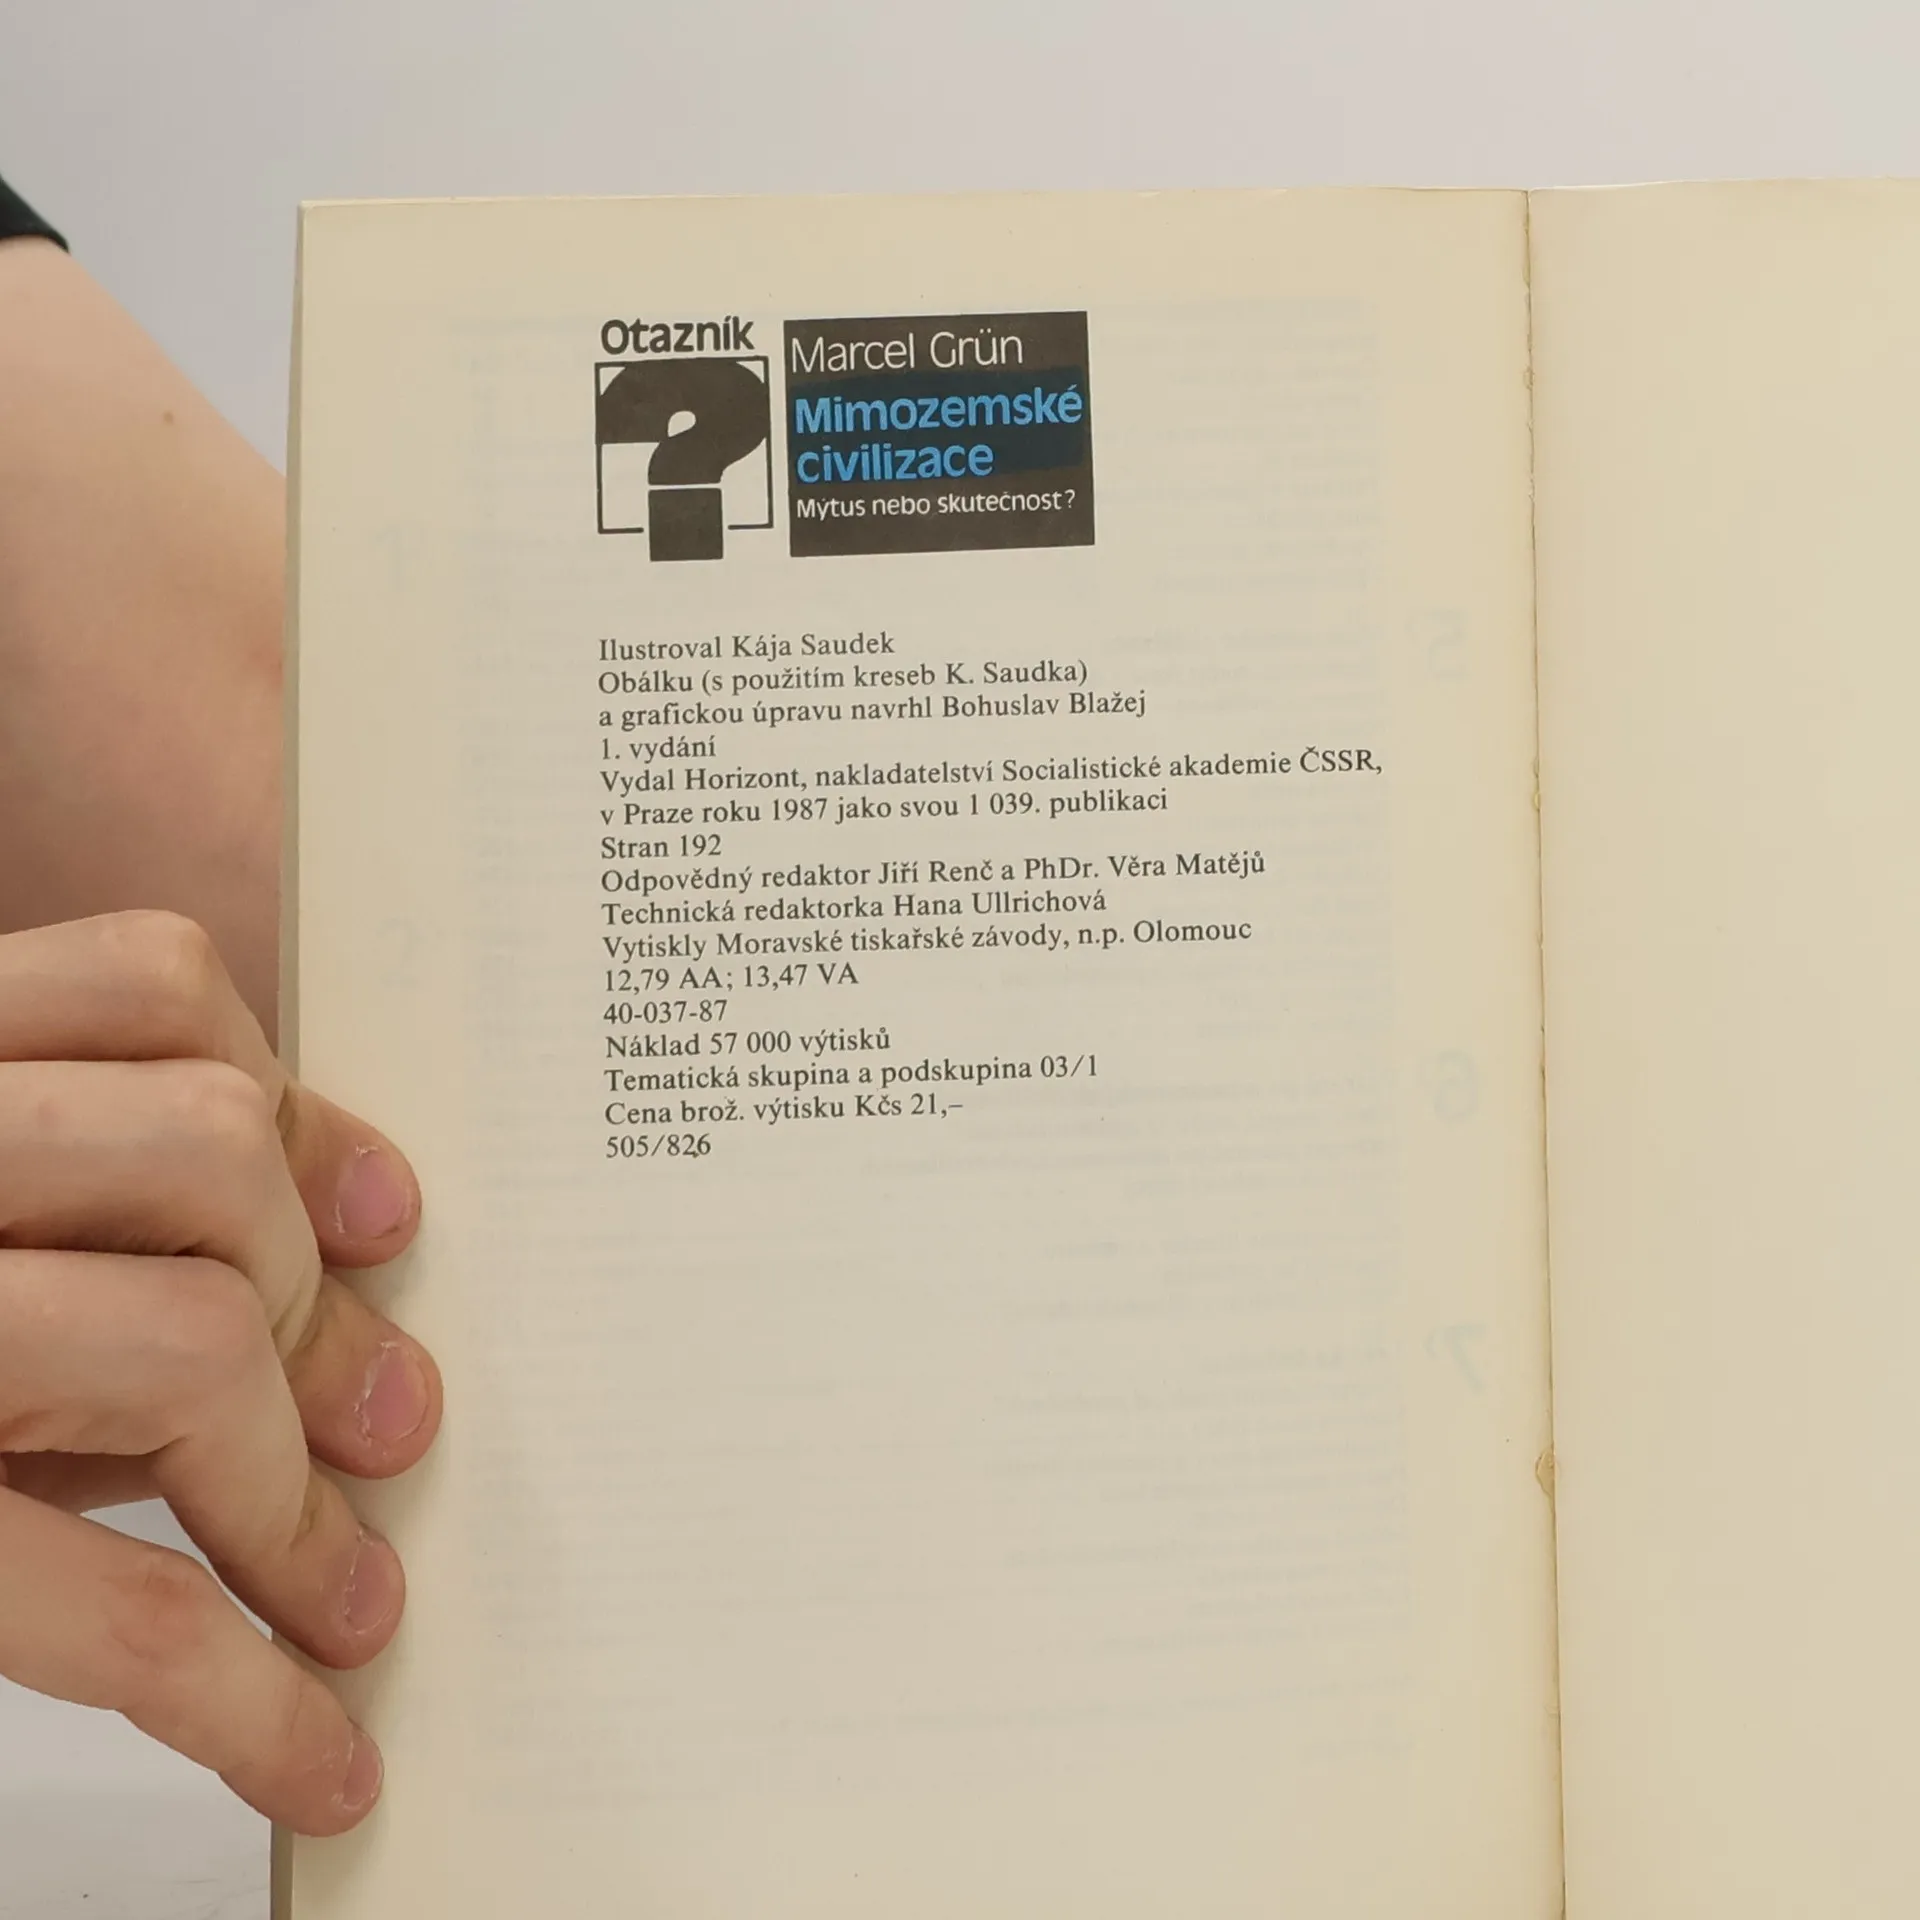 Otazník
?
Marcel Grün
Mimozemské
civilizace
Mýtus nebo skutečnost?
Ilustroval Kája Saudek
Obálku (s použitím kreseb K. Saudka)
a grafickou úpravu navrhl Bohuslav Blažej
1. vydání
Vydal Horizont, nakladatelství Socialistické akademie ČSSR,
v Praze roku 1987 jako svou 1 039. publikaci
Stran 192
Odpovědný redaktor Jiří Renč a PhDr. Věra Matějů
Technická redaktorka Hana Ullrichová
Vytiskly Moravské tiskařské závody, n.p. Olomouc
12,79 AA; 13,47 VA
40-037-87
Náklad 57 000 výtisků
Tematická skupina a podskupina 03/1
Cena brož. výtisku Kčs 21,–
505/826